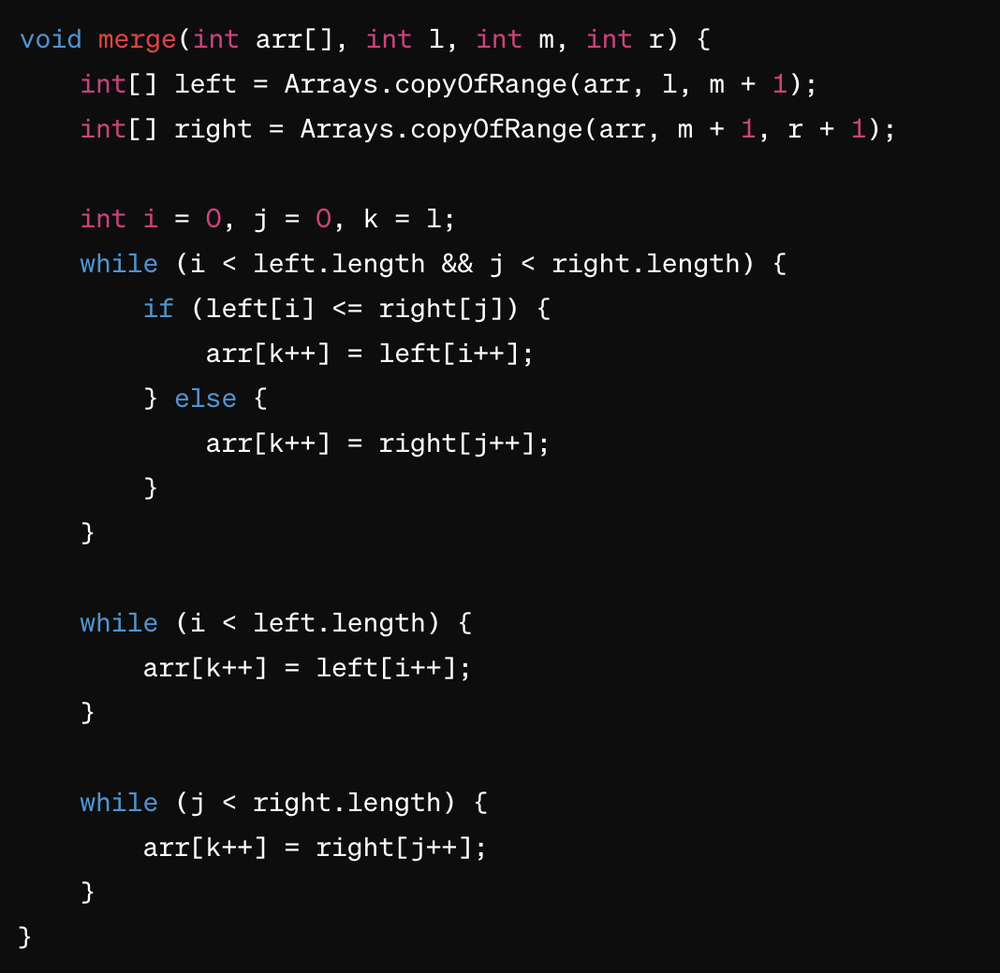 void merge(int arr[], int l, int m, int r) {
    int[] left = Arrays.copyOfRange(arr, l, m + 1);
    int[] right = Arrays.copyOfRange(arr, m + 1, r + 1);

    int i = 0, j = 0, k = l;
    while (i < left.length && j < right.length) {
        if (left[i] <= right[j]) {
            arr[k++] = left[i++];
        } else {
            arr[k++] = right[j++];
        }
    }

    while (i < left.length) {
        arr[k++] = left[i++];
    }

    while (j < right.length) {
        arr[k++] = right[j++];
    }
}